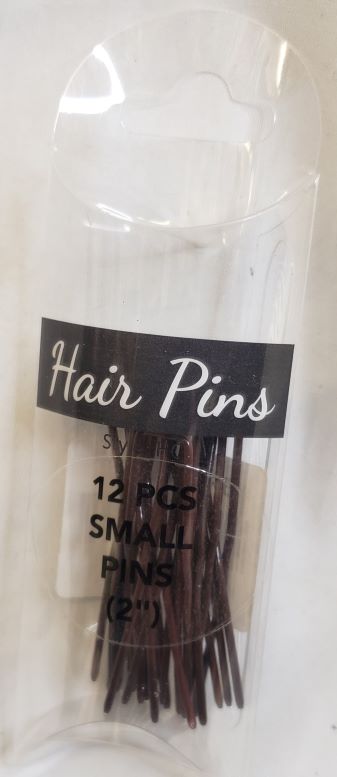 Hair Pins
12 PCS
SMALL
PINS
(2")